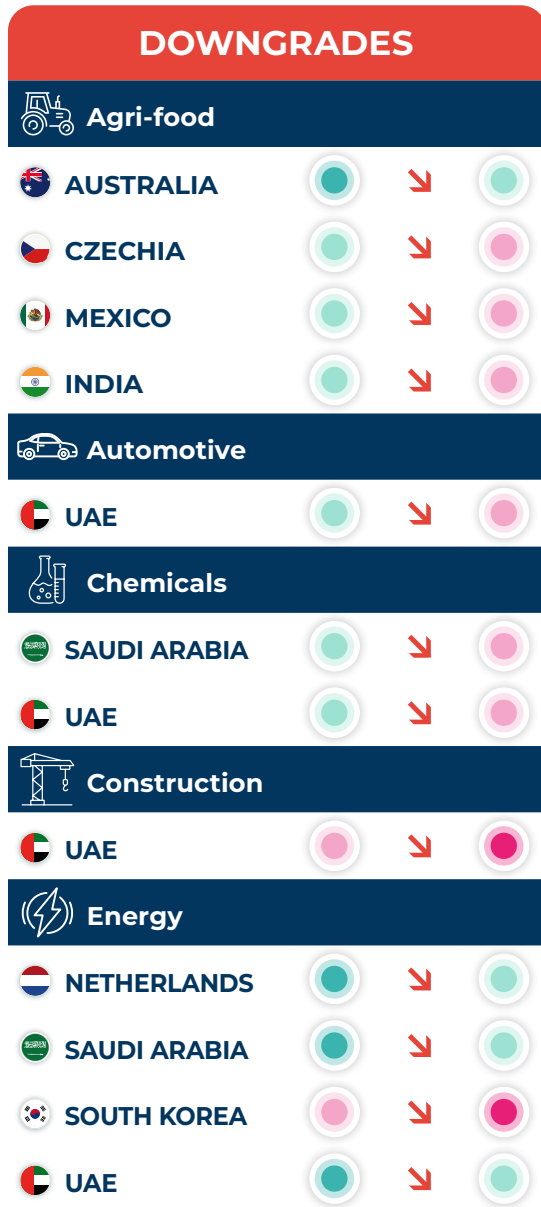 DOWNGRADES
Agri-food
AUSTRALIA
CZECHIA
MEXICO
INDIA
Automotive
UAE
Chemicals
SAUDI ARABIA
UAE
Construction
UAE
Energy
NETHERLANDS
SAUDI ARABIA
SOUTH KOREA
UAE